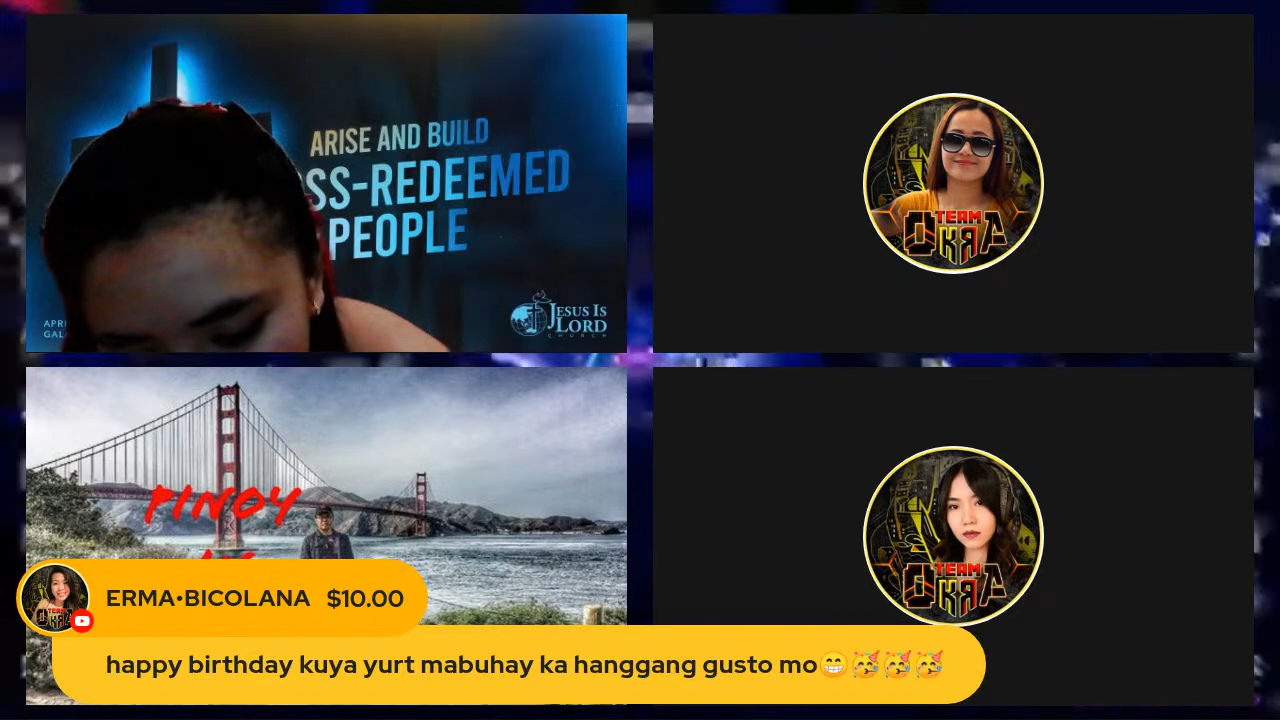 ARISE AND BUILD
SS-REDEEMED
PEOPLE
JESUS IS
LORD
CHURCH
TEAM
OKRA
PINOY
ERMA•BICOLANA $10.00
happy birthday kuya yurt mabuhay ka hanggang gusto mo😁🥳🥳🥳
TEAM
OKRA